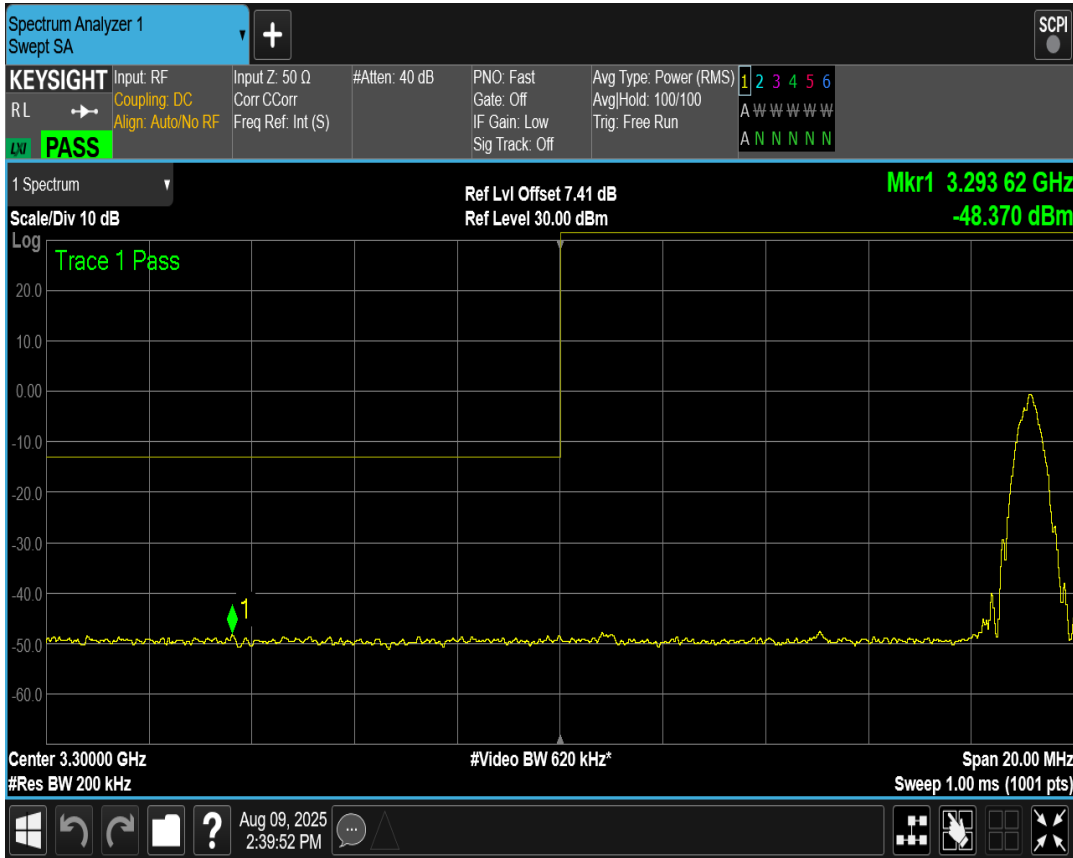 Spectrum Analyzer 1
Swept SA
+
SCPI
KEYSIGHT
RL
LXI
PASS
Input: RF
Coupling: DC
Align: Auto/No RF
Input Z: 50 Ω
Corr CCorr
Freq Ref: Int (S)
#Atten: 40 dB
PNO: Fast
Gate: Off
IF Gain: Low
Sig Track: Off
Avg Type: Power (RMS)
Avg|Hold: 100/100
Trig: Free Run
1 2 3 4 5 6
A W W W W W
A N N N N N
1 Spectrum
Scale/Div 10 dB
Ref Lvl Offset 7.41 dB
Ref Level 30.00 dBm
Mkr1 3.293 62 GHz
-48.370 dBm
Log
Trace 1 Pass
20.0
10.0
0.00
-10.0
-20.0
-30.0
-40.0
1
-50.0
-60.0
Center 3.30000 GHz
#Res BW 200 kHz
#Video BW 620 kHz*
Span 20.00 MHz
Sweep 1.00 ms (1001 pts)
?
Aug 09, 2025
2:39:52 PM